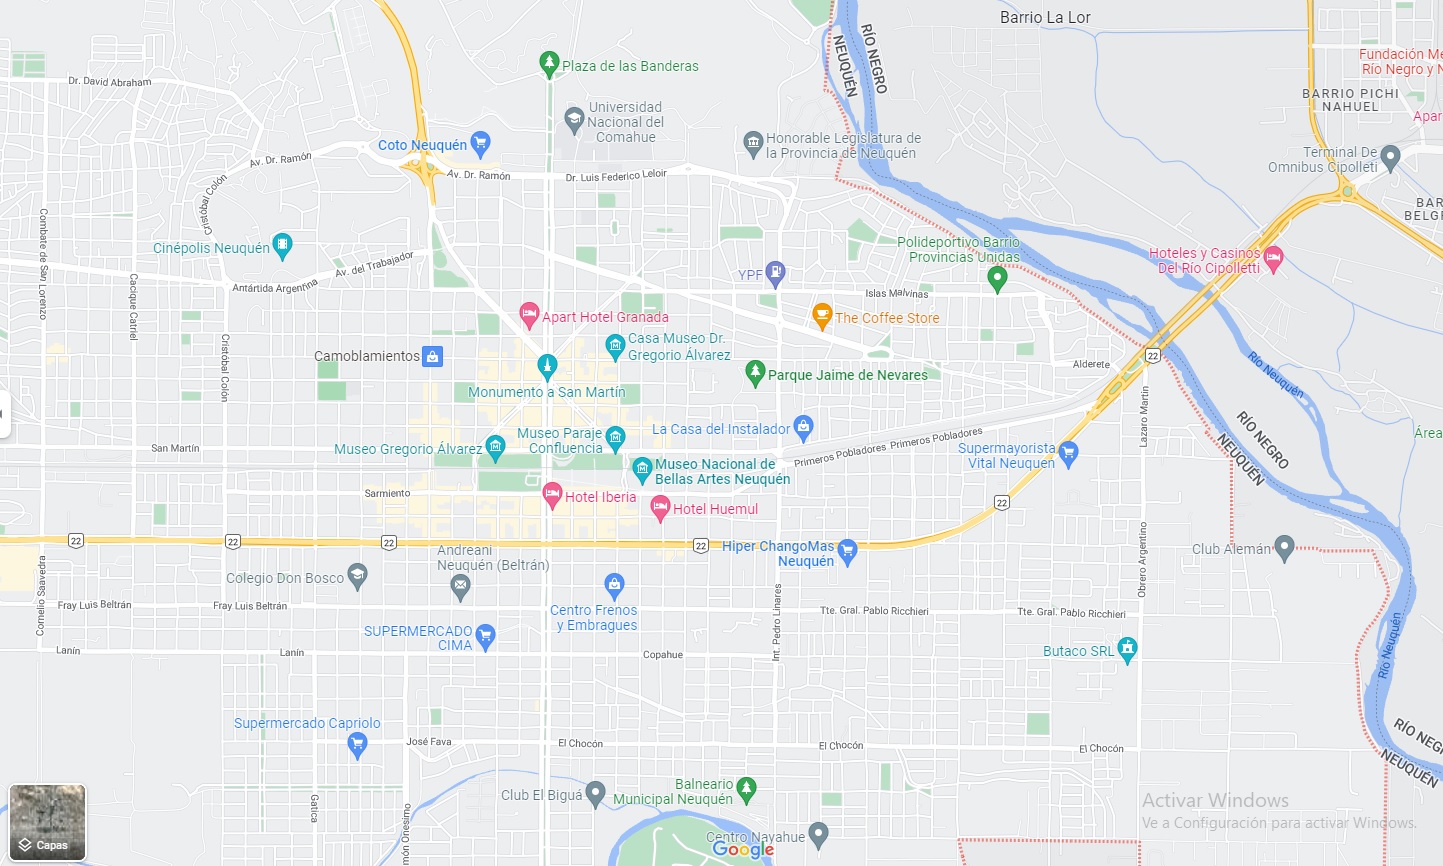 Barrio La Lor
RÍO NEGRO
NEUQUÉN
Fundación Me
Río Negro y N
Plaza de las Banderas
Dr. David Abraham
BARRIO PICHI
NAHUEL
Universidad
Nacional del
Comahue
Apar
Honorable Legislatura de
la Provincia de Neuquén
Coto Neuquén
Terminal De
Omnibus Cipolleti
Av. Dr. Ramón
Av. Dr. Ramón
Dr. Luis Federico Leloir
Cristóbal Colón
BAR
BELGR
Combate de San Lorenzo
Cinépolis Neuquén
Polideportivo Barrio
Provincias Unidas
Hoteles y Casinos
Del Río Cipolletti
Av. del Trabajador
YPF
Antártida Argentina
Islas Malvinas
Cacique Catriel
Apart Hotel Granada
The Coffee Store
Cristóbal Colón
Casa Museo Dr.
Gregorio Álvarez
Camoblamientos
22
Alderete
Río Neuquén
Parque Jaime de Nevares
Monumento a San Martín
Lazaro Martin
La Casa del Instalador
Museo Paraje
Confluencia
Primeros Pobladores
Primeros Pobladores
RÍO NEGRO
NEUQUÉN
Área
San Martín
Museo Gregorio Álvarez
Supermayorista
Vital Neuquen
Museo Nacional de
Bellas Artes Neuquén
Sarmiento
Hotel Iberia
Hotel Huemul
22
22
22
22
22
Obrero Argentino
Hiper ChangoMas
Neuquén
Club Alemán
Andreani
Neuquén (Beltrán)
Colegio Don Bosco
Cornelio Saavedra
Fray Luis Beltrán
Fray Luis Beltrán
Centro Frenos
y Embragues
Int. Pedro Linares
Tte. Gral. Pablo Ricchieri
Tte. Gral. Pablo Ricchieri
SUPERMERCADO
CIMA
Río Neuquén
Lanín
Lanín
Copahue
Butaco SRL
Supermercado Capriolo
José Fava
El Chocón
El Chocón
El Chocón
RÍO NEG
NEUQUÉN
Balneario
Municipal Neuquén
Club El Biguá
Gatica
món Onesimo
Activar Windows
Ve a Configuración para activar Windows.
Centro Nayahue
Google
Capas